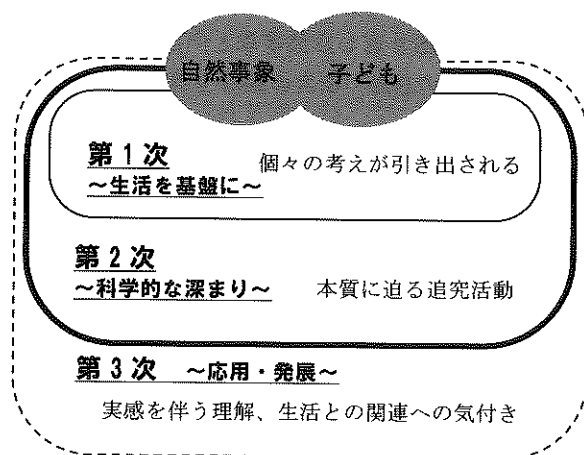 自然事象 子ども
第1次 個々の考えが引き出される
~生活を基盤に~
第2次
~科学的な深まり~ 本質に迫る追究活動
第3次 ~応用・発展~
実感を伴う理解、生活との関連への気付き